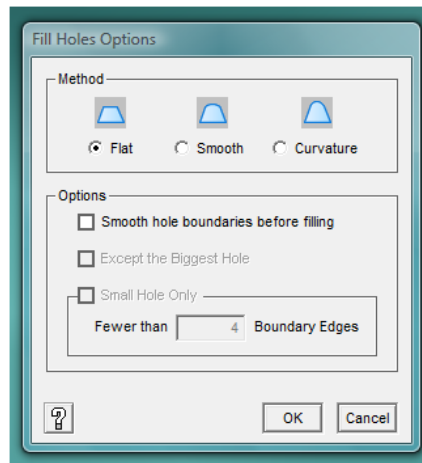 Fill Holes Options
Method
Flat Smooth Curvature
Options
Smooth hole boundaries before filling
Except the Biggest Hole
Small Hole Only
Fewer than 4 Boundary Edges
? OK Cancel